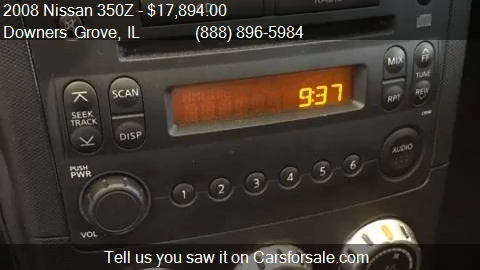 2008 Nissan 350Z - $17,894.00
Downers Grove, IL (888) 896-5984
MIX
FF
SCAN
9:37
TUNE
SEEK
TRACK
RPT
REW
DISP
PUSH
PWR
AUDIO
1 2 3 4 5 6
VOL
Tell us you saw it on Carsforsale.com